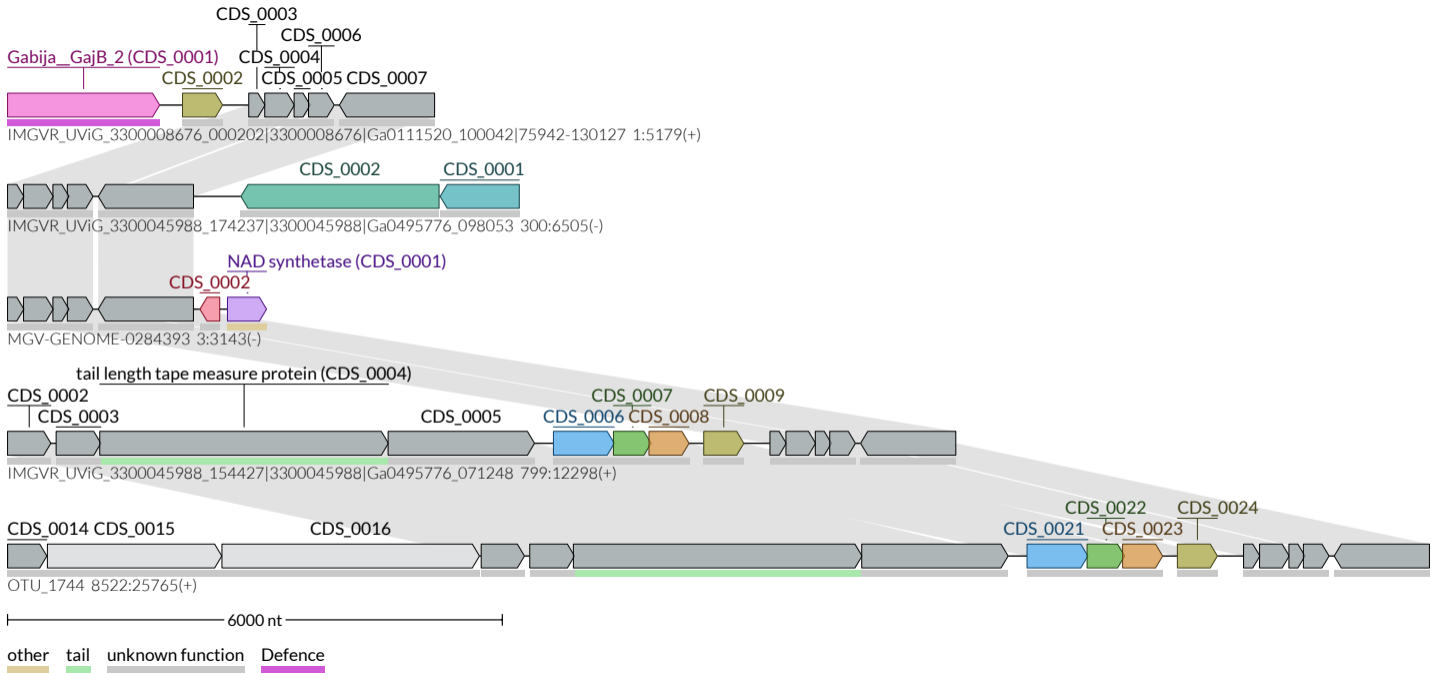 CDS_0003
CDS_0006
Gabija__GajB_2 (CDS_0001) CDS_0004
CDS_0002 CDS_0005 CDS_0007
IMGVR_UViG_3300008676_000202|3300008676|Ga0111520_100042|75942-130127 1:5179(+)
CDS_0002 CDS_0001
IMGVR_UViG_3300045988_174237|3300045988|Ga0495776_098053 300:6505(-)
NAD synthetase (CDS_0001)
CDS_0002
MGV-GENOME-0284393 3:3143(-)
tail length tape measure protein (CDS_0004)
CDS_0002 CDS_0007 CDS_0009
CDS_0003 CDS_0005 CDS_0006 CDS_0008
IMGVR_UViG_3300045988_154427|3300045988|Ga0495776_071248 799:12298(+)
CDS_0022 CDS_0024
CDS_0014 CDS_0015 CDS_0016 CDS_0021 CDS_0023
OTU_1744 8522:25765(+)
6000 nt
other tail unknown function Defence